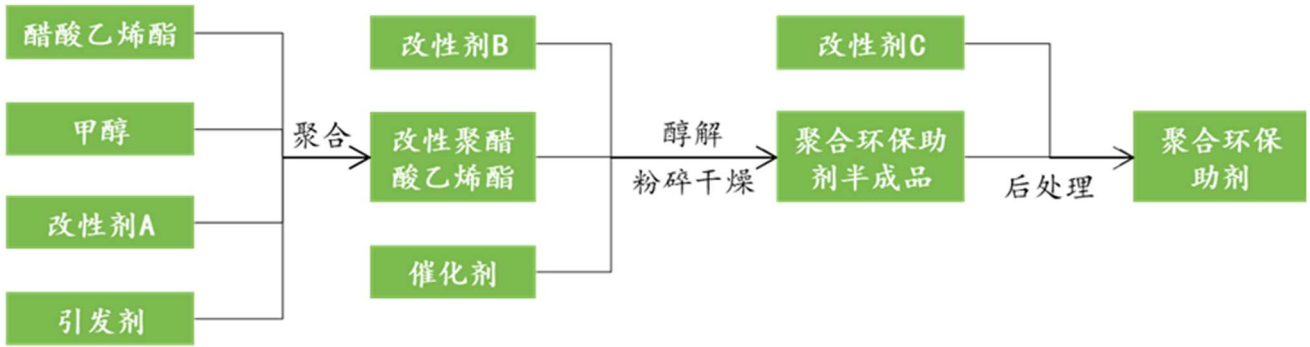 醋酸乙烯酯
甲醇
改性剂A
引发剂
聚合
改性剂B
改性聚醋
酸乙烯酯
催化剂
醇解
粉碎干燥
改性剂C
聚合环保助
剂半成品
后处理
聚合环保
助剂